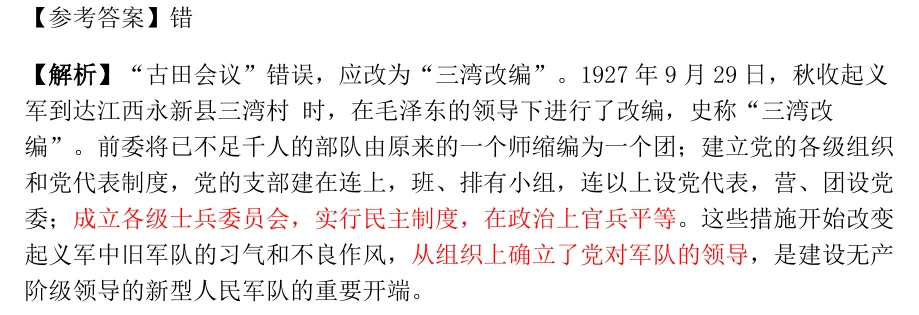 【参考答案】错
【解析】“古田会议”错误，应改为“三湾改编”。1927 年 9 月 29 日，秋收起义
军到达江西永新县三湾村 时，在毛泽东的领导下进行了改编，史称“三湾改
编”。前委将已不足千人的部队由原来的一个师缩编为一个团；建立党的各级组织
和党代表制度，党的支部建在连上，班、排有小组，连以上设党代表，营、团设党
委；成立各级士兵委员会，实行民主制度，在政治上官兵平等。这些措施开始改变
起义军中旧军队的习气和不良作风，从组织上确立了党对军队的领导，是建设无产
阶级领导的新型人民军队的重要开端。